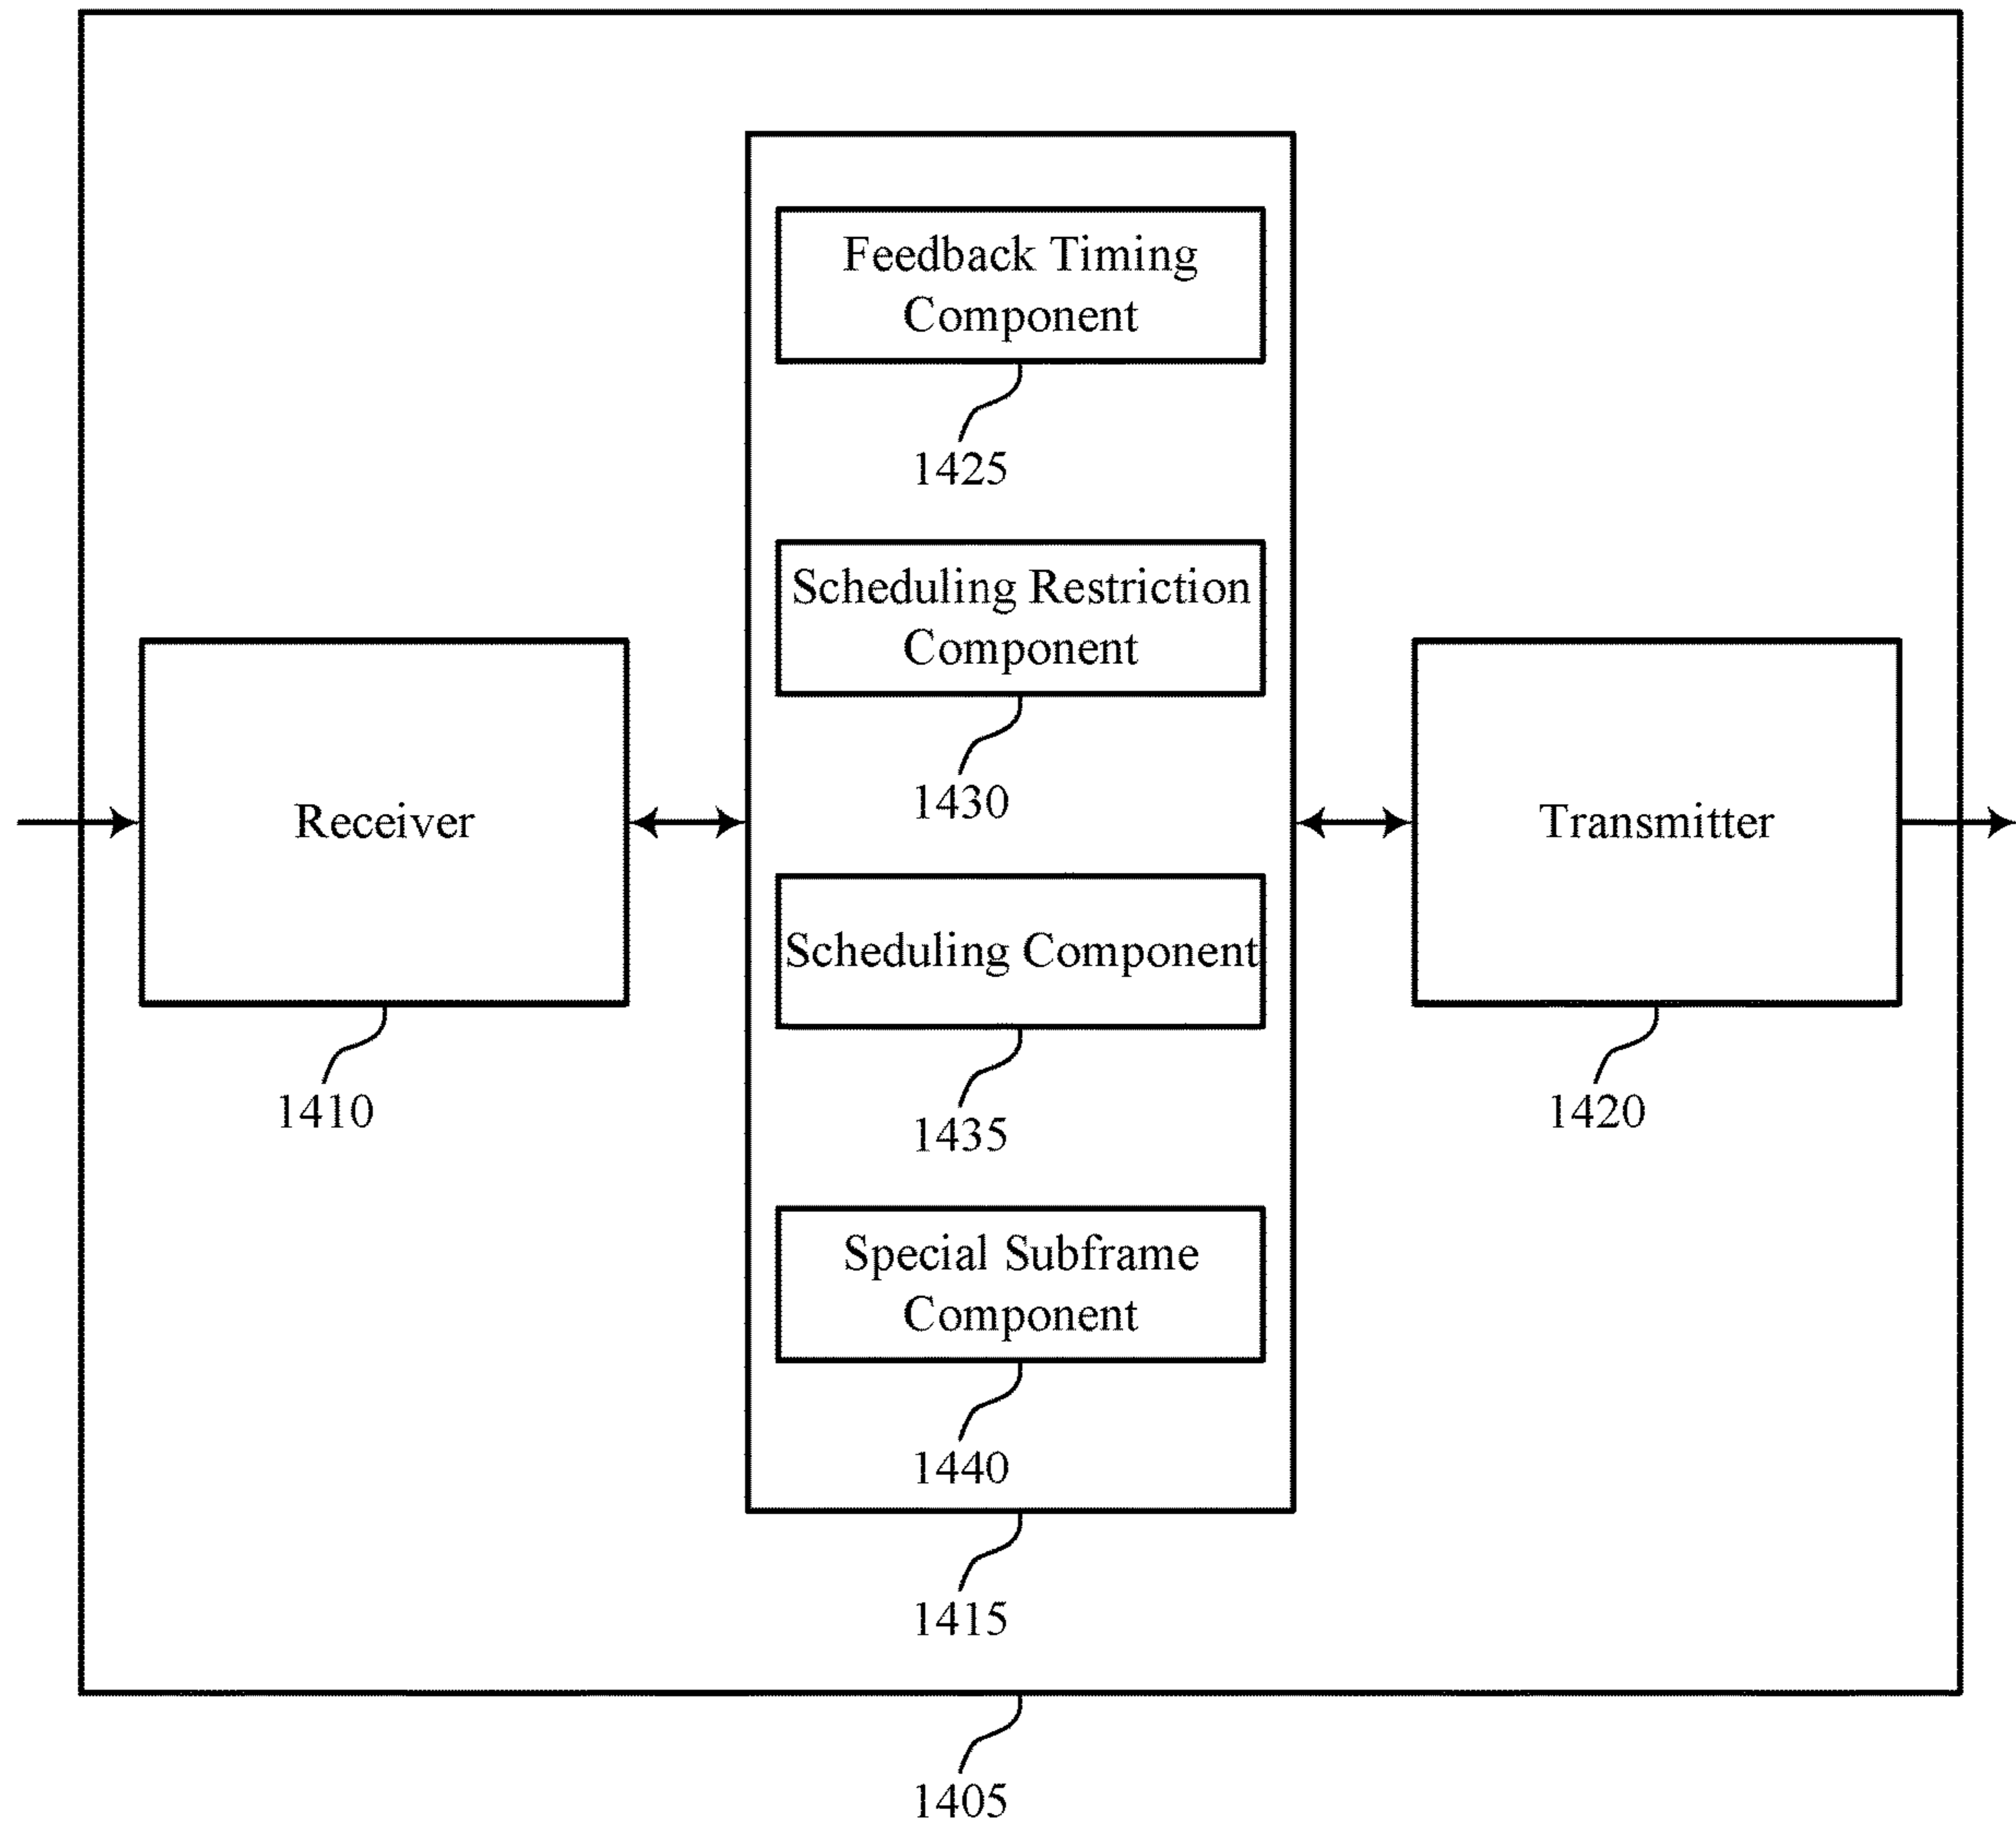 Feedback Timing
Component
1425
Scheduling Restriction
Component
1430
Receiver
1410
Scheduling Component
1435
Transmitter
1420
Special Subframe
Component
1440
1415
1405